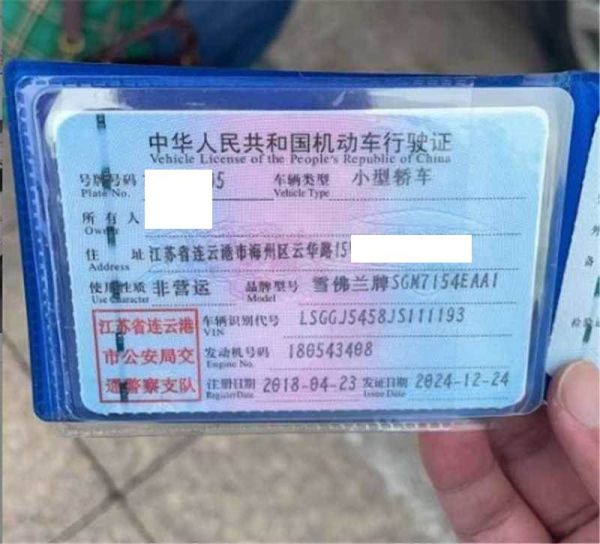 中华人民共和国机动车行驶证
Vehicle License of the People's Republic of China
号牌号码 05 车辆类型 小型轿车
Plate No. Vehicle Type
所有人
Owner
住址 江苏省连云港市海州区云华路15
Address
使用性质 非营运 品牌型号 雪佛兰牌SGM7154EAA1
Use Character Model
江苏省连云港 车辆识别代号 LSGGJ5458JS111193
VIN
市公安局交 发动机号码 180543408
Engine No.
通警察支队 注册日期 2018-04-23 发证日期 2024-12-24
Register Date Issue Date